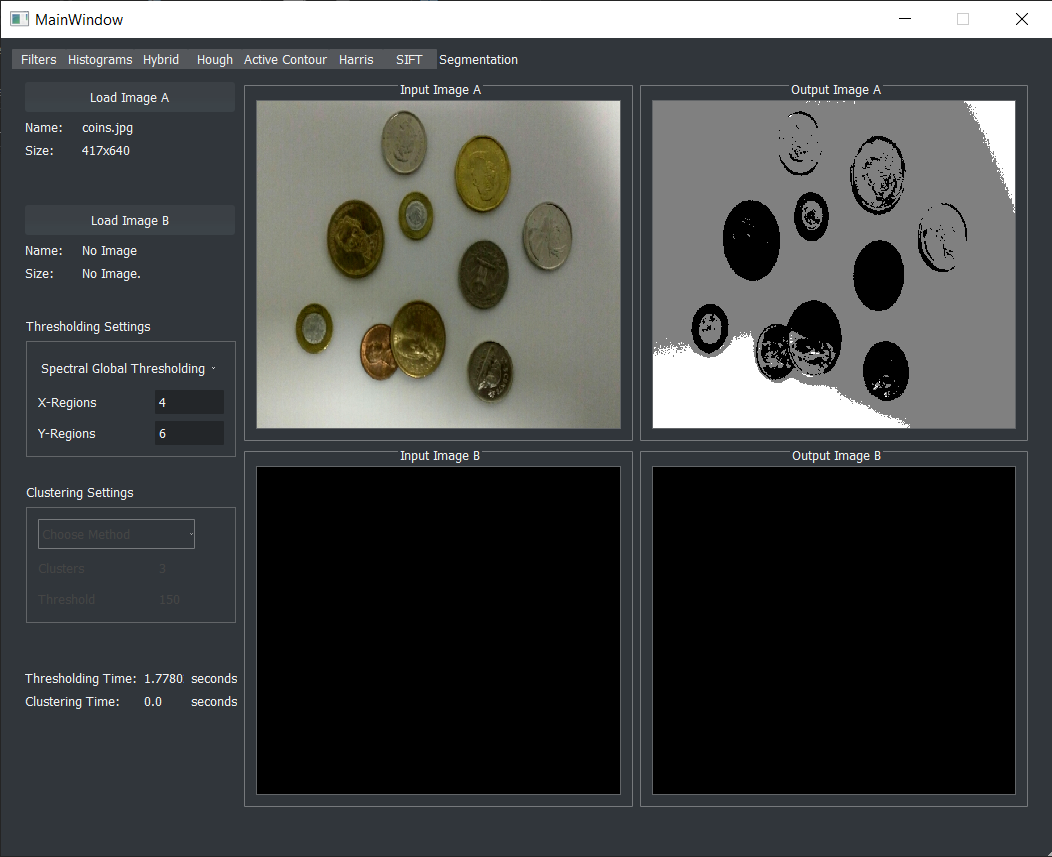 MainWindow
Filters Histograms Hybrid Hough Active Contour Harris SIFT Segmentation
Load Image A
Name: coins.jpg
Size: 417x640
Load Image B
Name: No Image
Size: No Image.
Thresholding Settings
Spectral Global Thresholding
X-Regions 4
Y-Regions 6
Clustering Settings
Choose Method
Clusters 3
Threshold 150
Thresholding Time: 1.7780 seconds
Clustering Time: 0.0 seconds
Input Image A
Output Image A
Input Image B
Output Image B